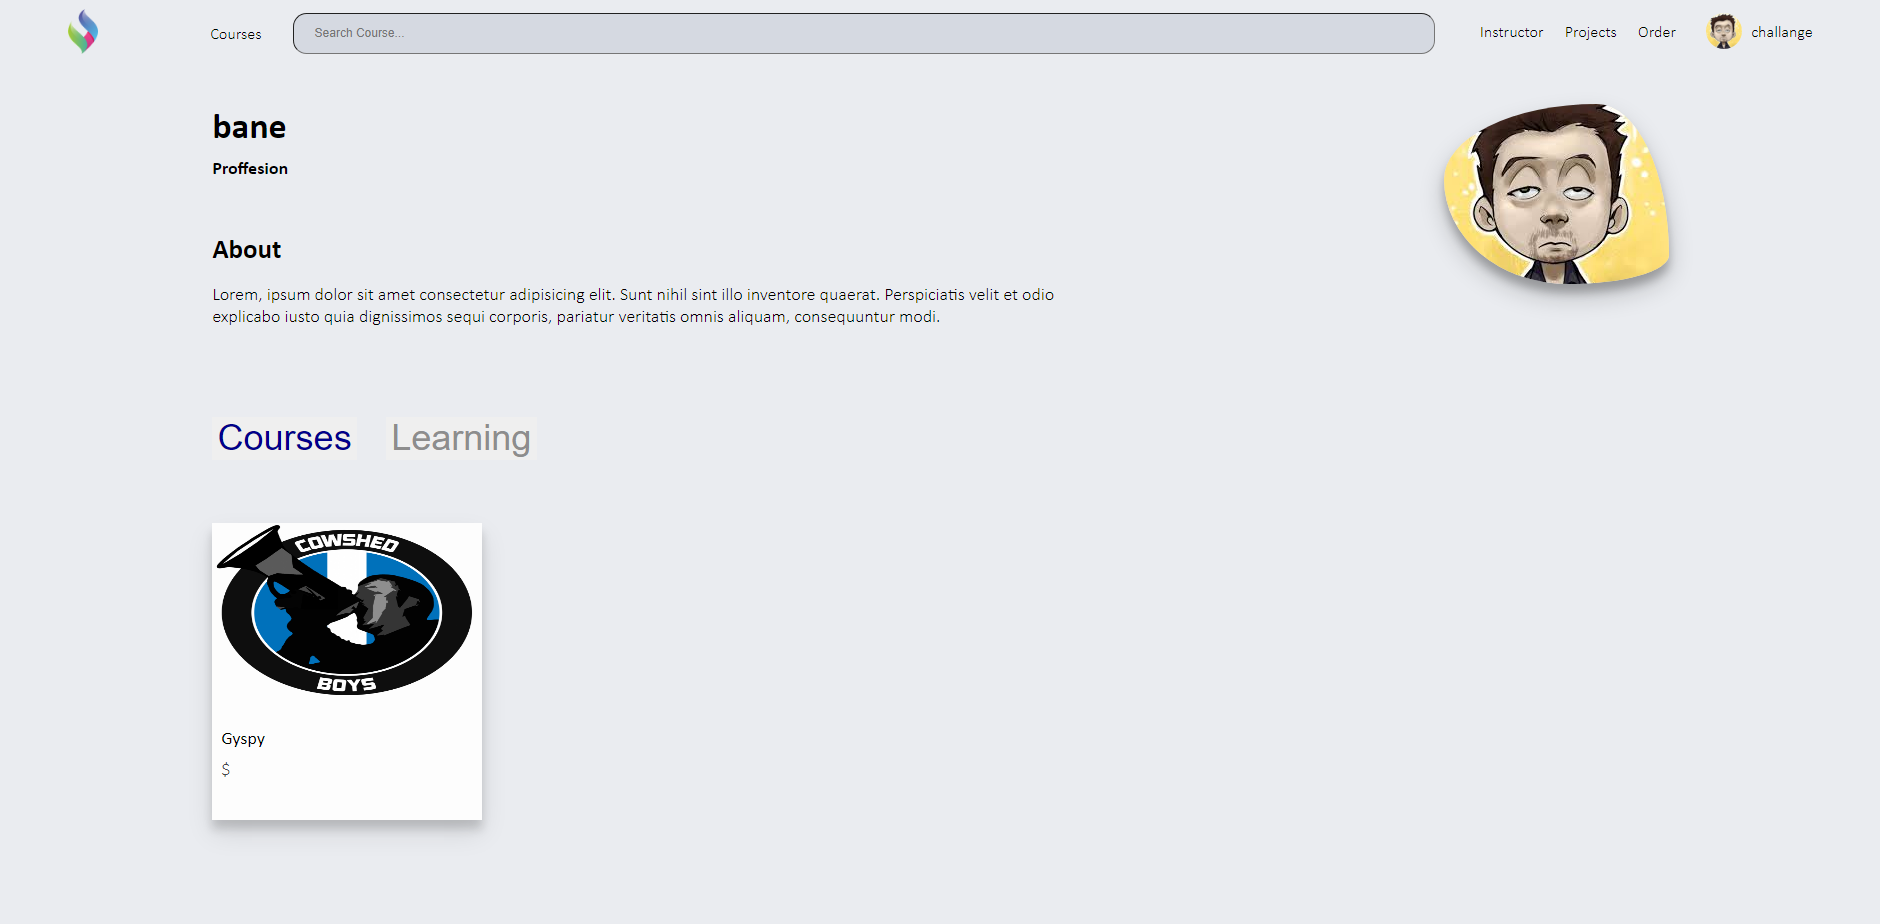 Courses
Search Course...
Instructor
Projects
Order
challange
bane
Proffesion
About
Lorem, ipsum dolor sit amet consectetur adipisicing elit. Sunt nihil sint illo inventore quaerat. Perspiciatis velit et odio
explicabo iusto quia dignissimos sequi corporis, pariatur veritatis omnis aliquam, consequuntur modi.
Courses
Learning
COWSHED
BOYS
Gyspy
$